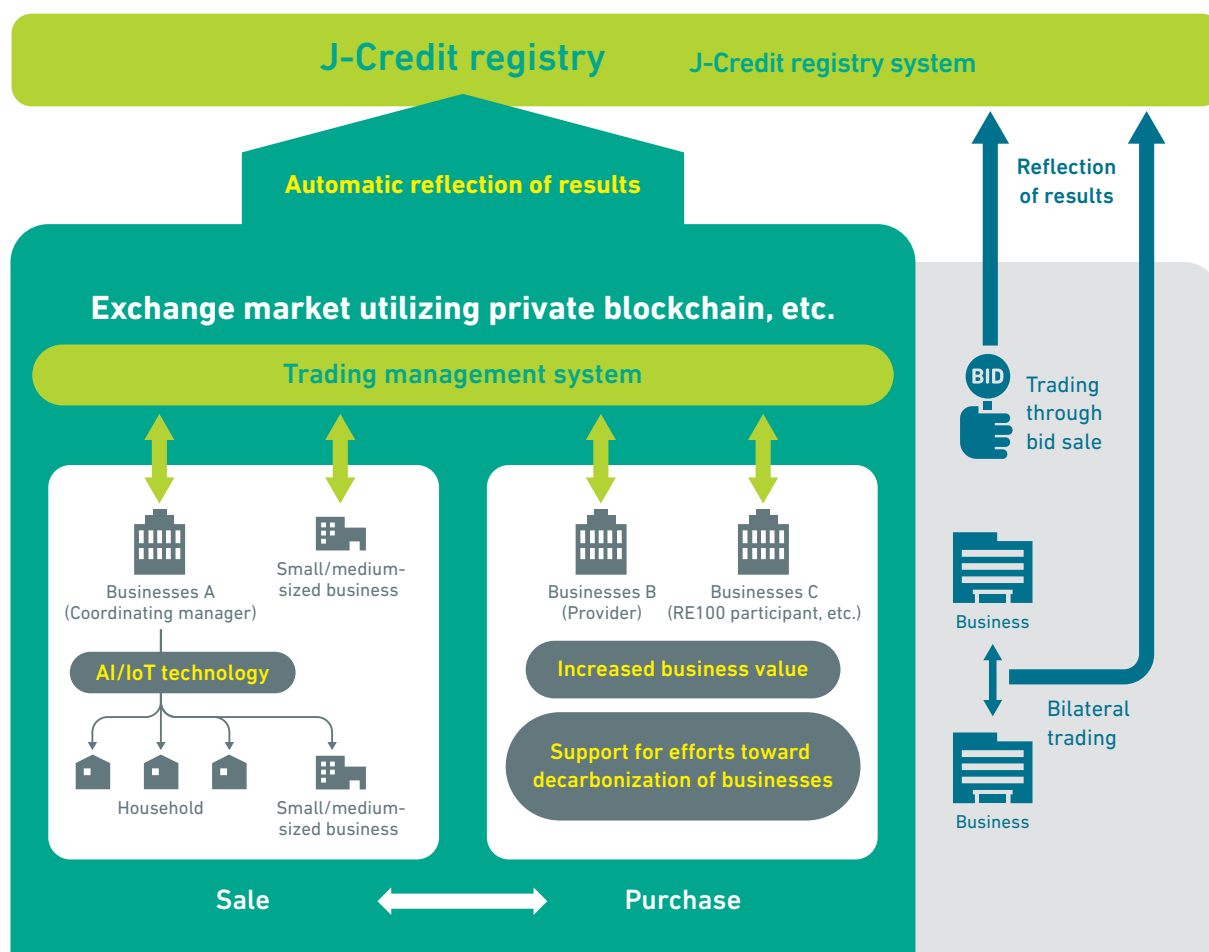 J-Credit registry
J-Credit registry system
Automatic reflection of results
Reflection
of results
Exchange market utilizing private blockchain, etc.
Trading management system
BID
Trading
through
bid sale
Businesses A
(Coordinating manager)
Small/medium-
sized business
Businesses B
(Provider)
Businesses C
(RE100 participant, etc.)
Business
AI/IoT technology
Increased business value
Bilateral
trading
Support for efforts toward
decarbonization of businesses
Household
Small/medium-
sized business
Business
Sale
Purchase